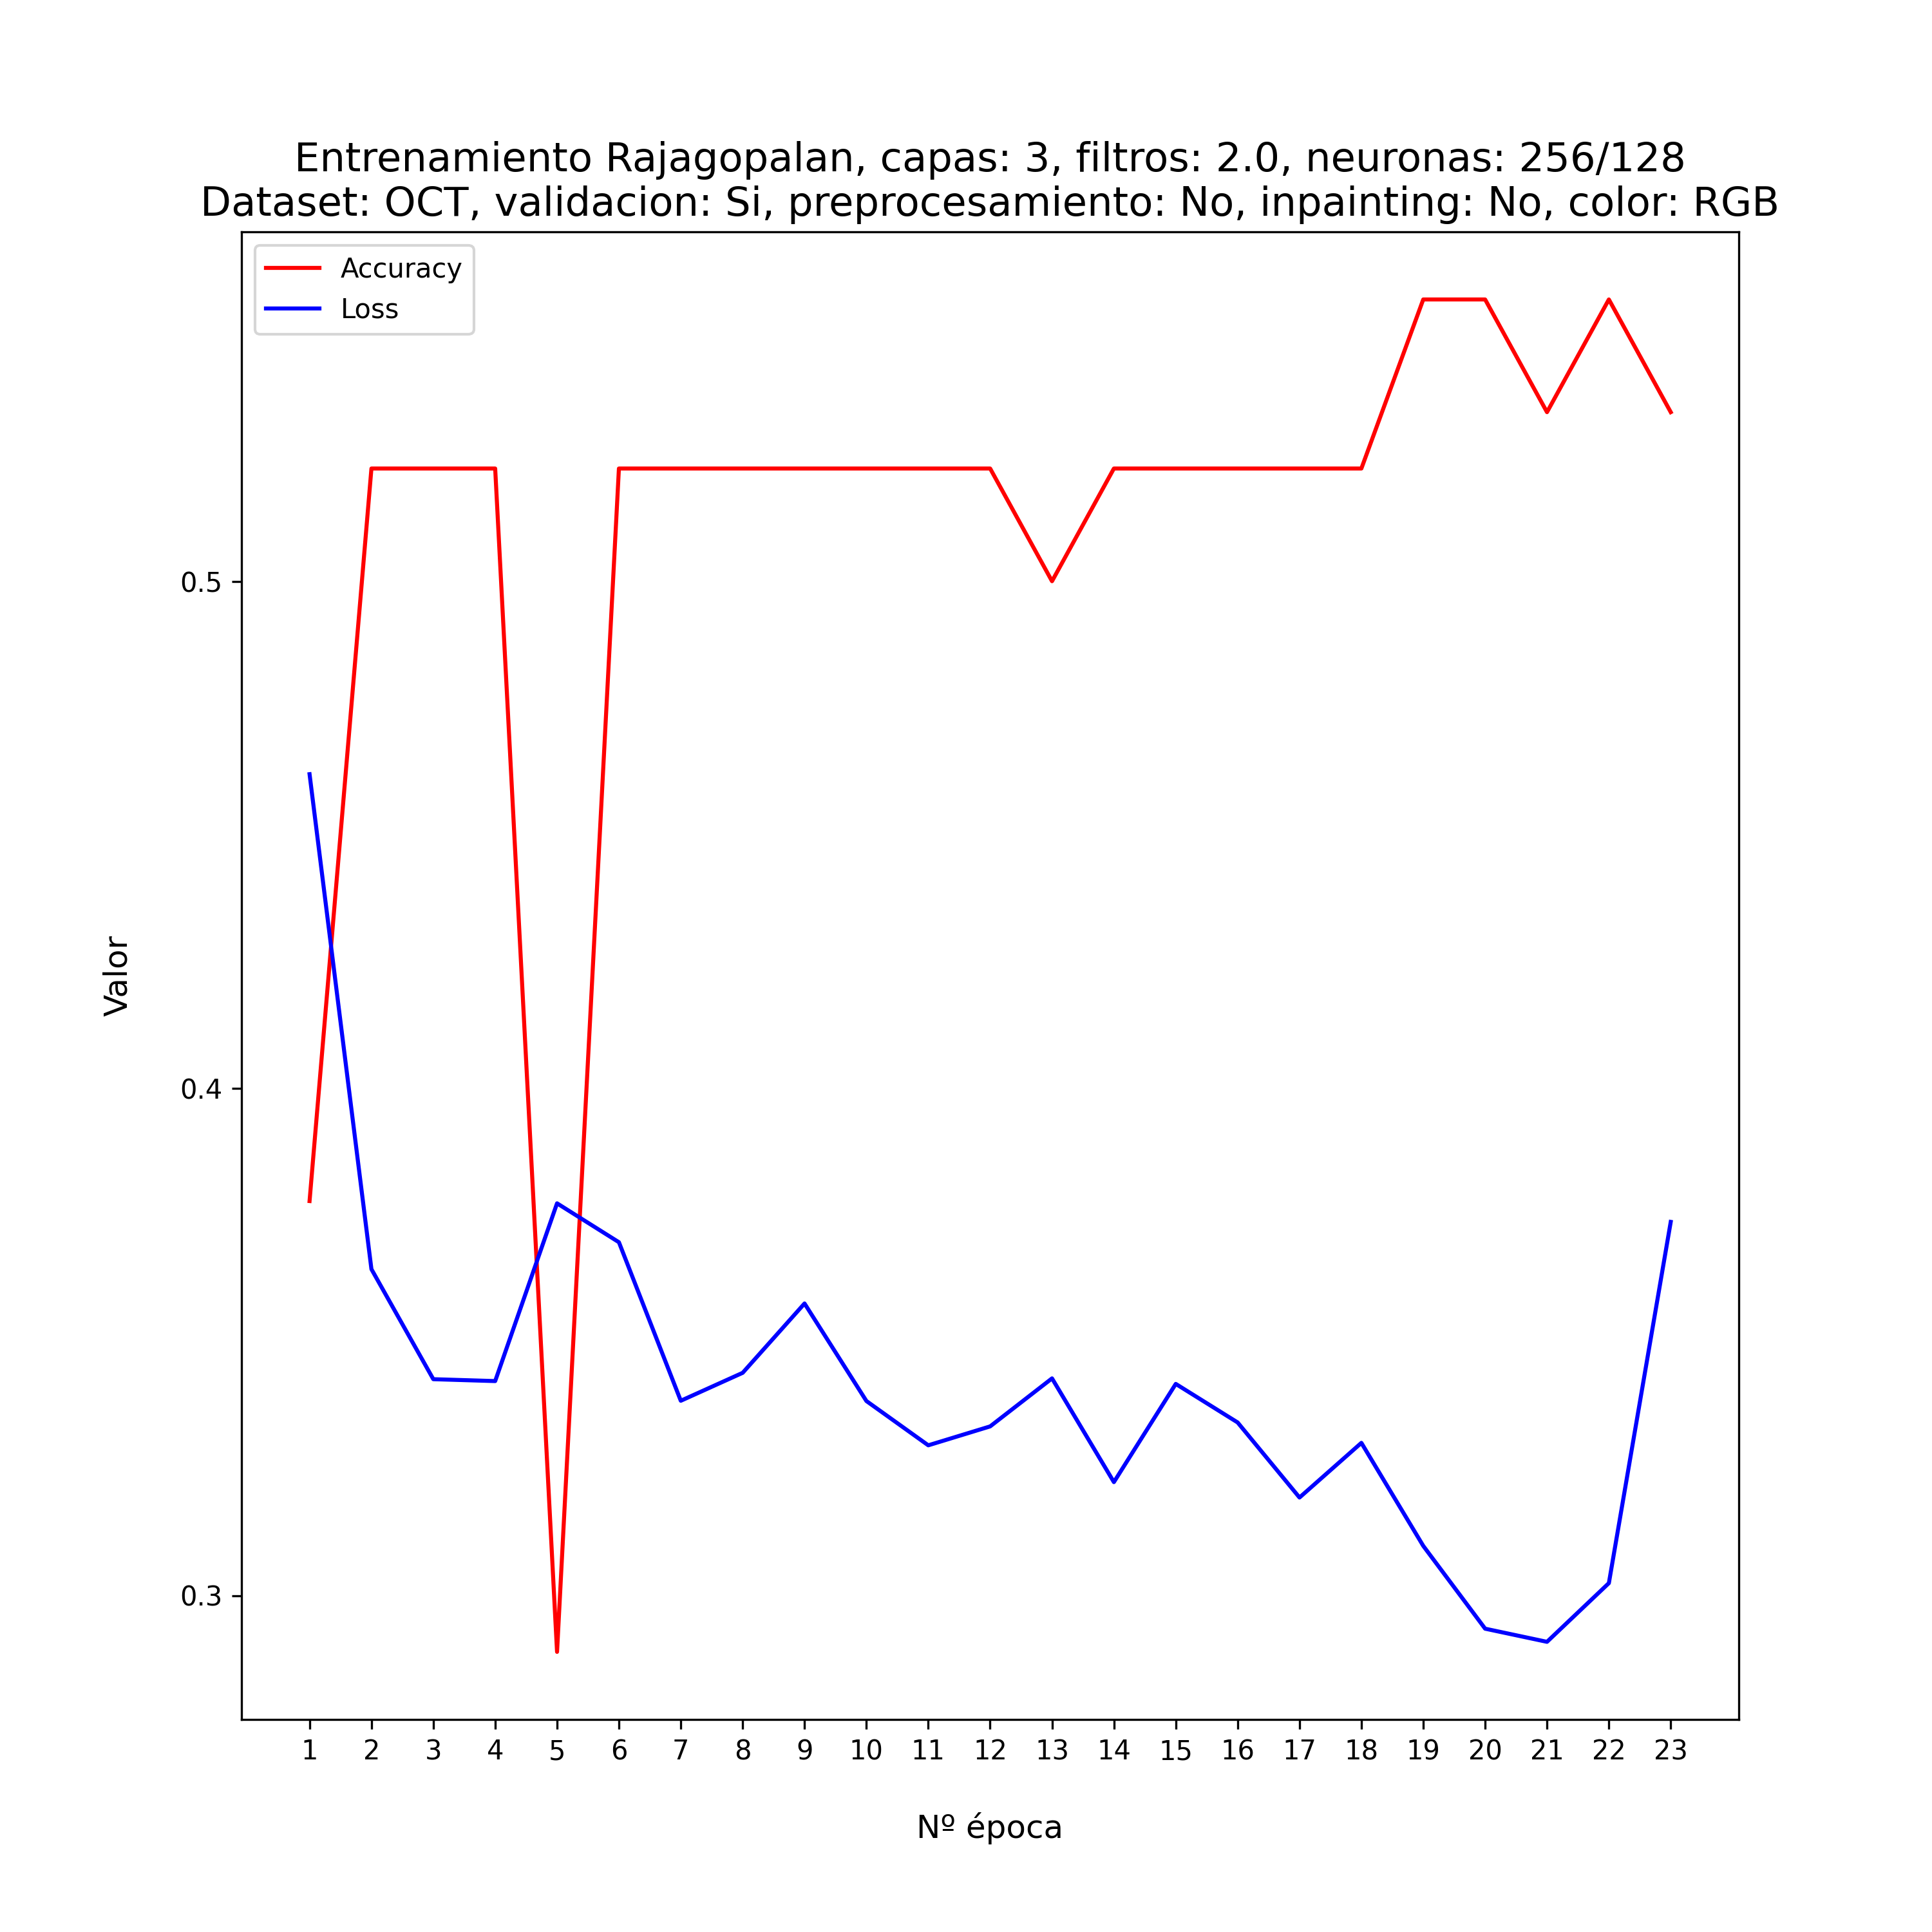 Entrenamiento Rajagopalan, capas: 3, filtros: 2.0, neuronas: 256/128
Dataset: OCT, validacion: Si, preprocesamiento: No, inpainting: No, color: RGB
Accuracy
Loss
0.5
0.4
0.3
Valor
1 2 3 4 5 6 7 8 9 10 11 12 13 14 15 16 17 18 19 20 21 22 23
Nº época